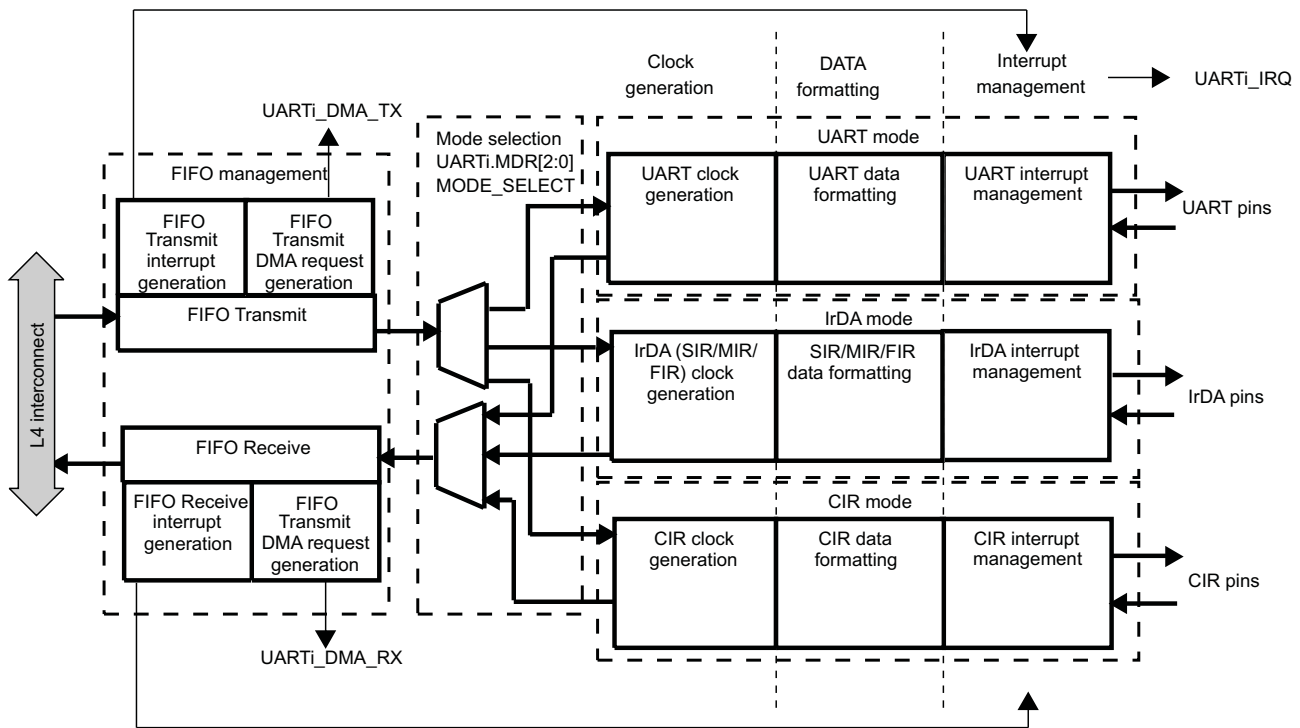 Clock
generation
DATA
formatting
Interrupt
management
UARTi_IRQ
UARTi_DMA_TX
Mode selection
UARTi.MDR[2:0]
MODE_SELECT
UART mode
FIFO management
UART clock
generation
UART data
formatting
UART interrupt
management
UART pins
FIFO
Transmit
interrupt
generation
FIFO
Transmit
DMA request
generation
FIFO Transmit
L4 interconnect
IrDA mode
IrDA (SIR/MIR/
FIR) clock
generation
SIR/MIR/FIR
data formatting
IrDA interrupt
management
IrDA pins
FIFO Receive
FIFO Receive
interrupt
generation
FIFO
Transmit
DMA request
generation
CIR mode
CIR clock
generation
CIR data
formatting
CIR interrupt
management
CIR pins
UARTi_DMA_RX